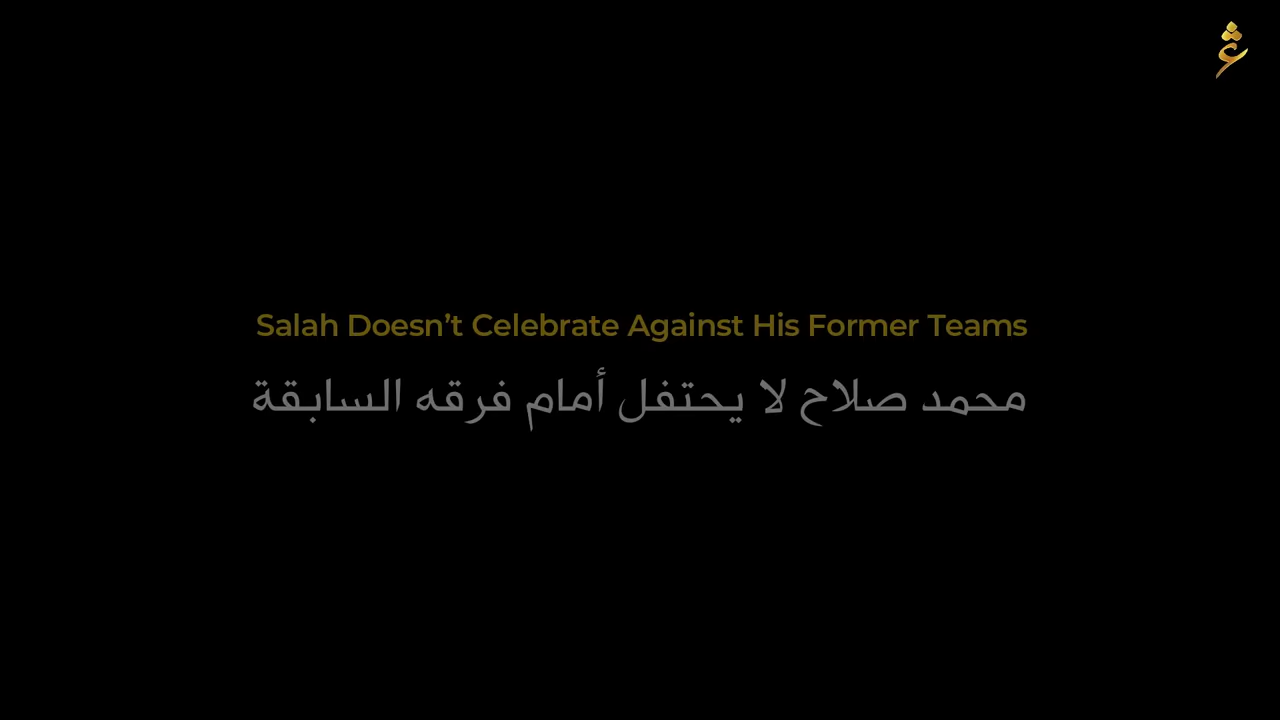 Salah Doesn’t Celebrate Against His Former Teams
محمد صلاح لا يحتفل أمام فرقه السابقة